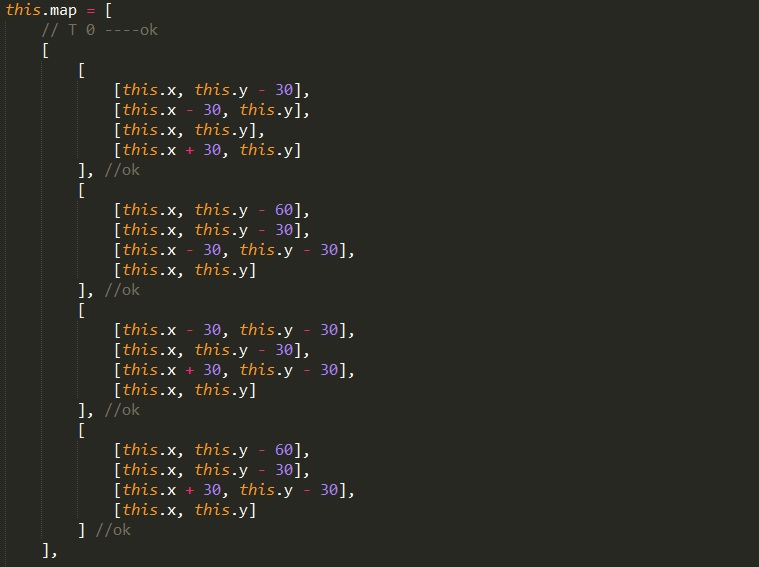 this.map = [
    // T 0 ----ok
    [
        [
            [this.x, this.y - 30],
            [this.x - 30, this.y],
            [this.x, this.y],
            [this.x + 30, this.y]
        ], //ok
        [
            [this.x, this.y - 60],
            [this.x, this.y - 30],
            [this.x - 30, this.y - 30],
            [this.x, this.y]
        ], //ok
        [
            [this.x - 30, this.y - 30],
            [this.x, this.y - 30],
            [this.x + 30, this.y - 30],
            [this.x, this.y]
        ], //ok
        [
            [this.x, this.y - 60],
            [this.x, this.y - 30],
            [this.x + 30, this.y - 30],
            [this.x, this.y]
        ] //ok
    ],